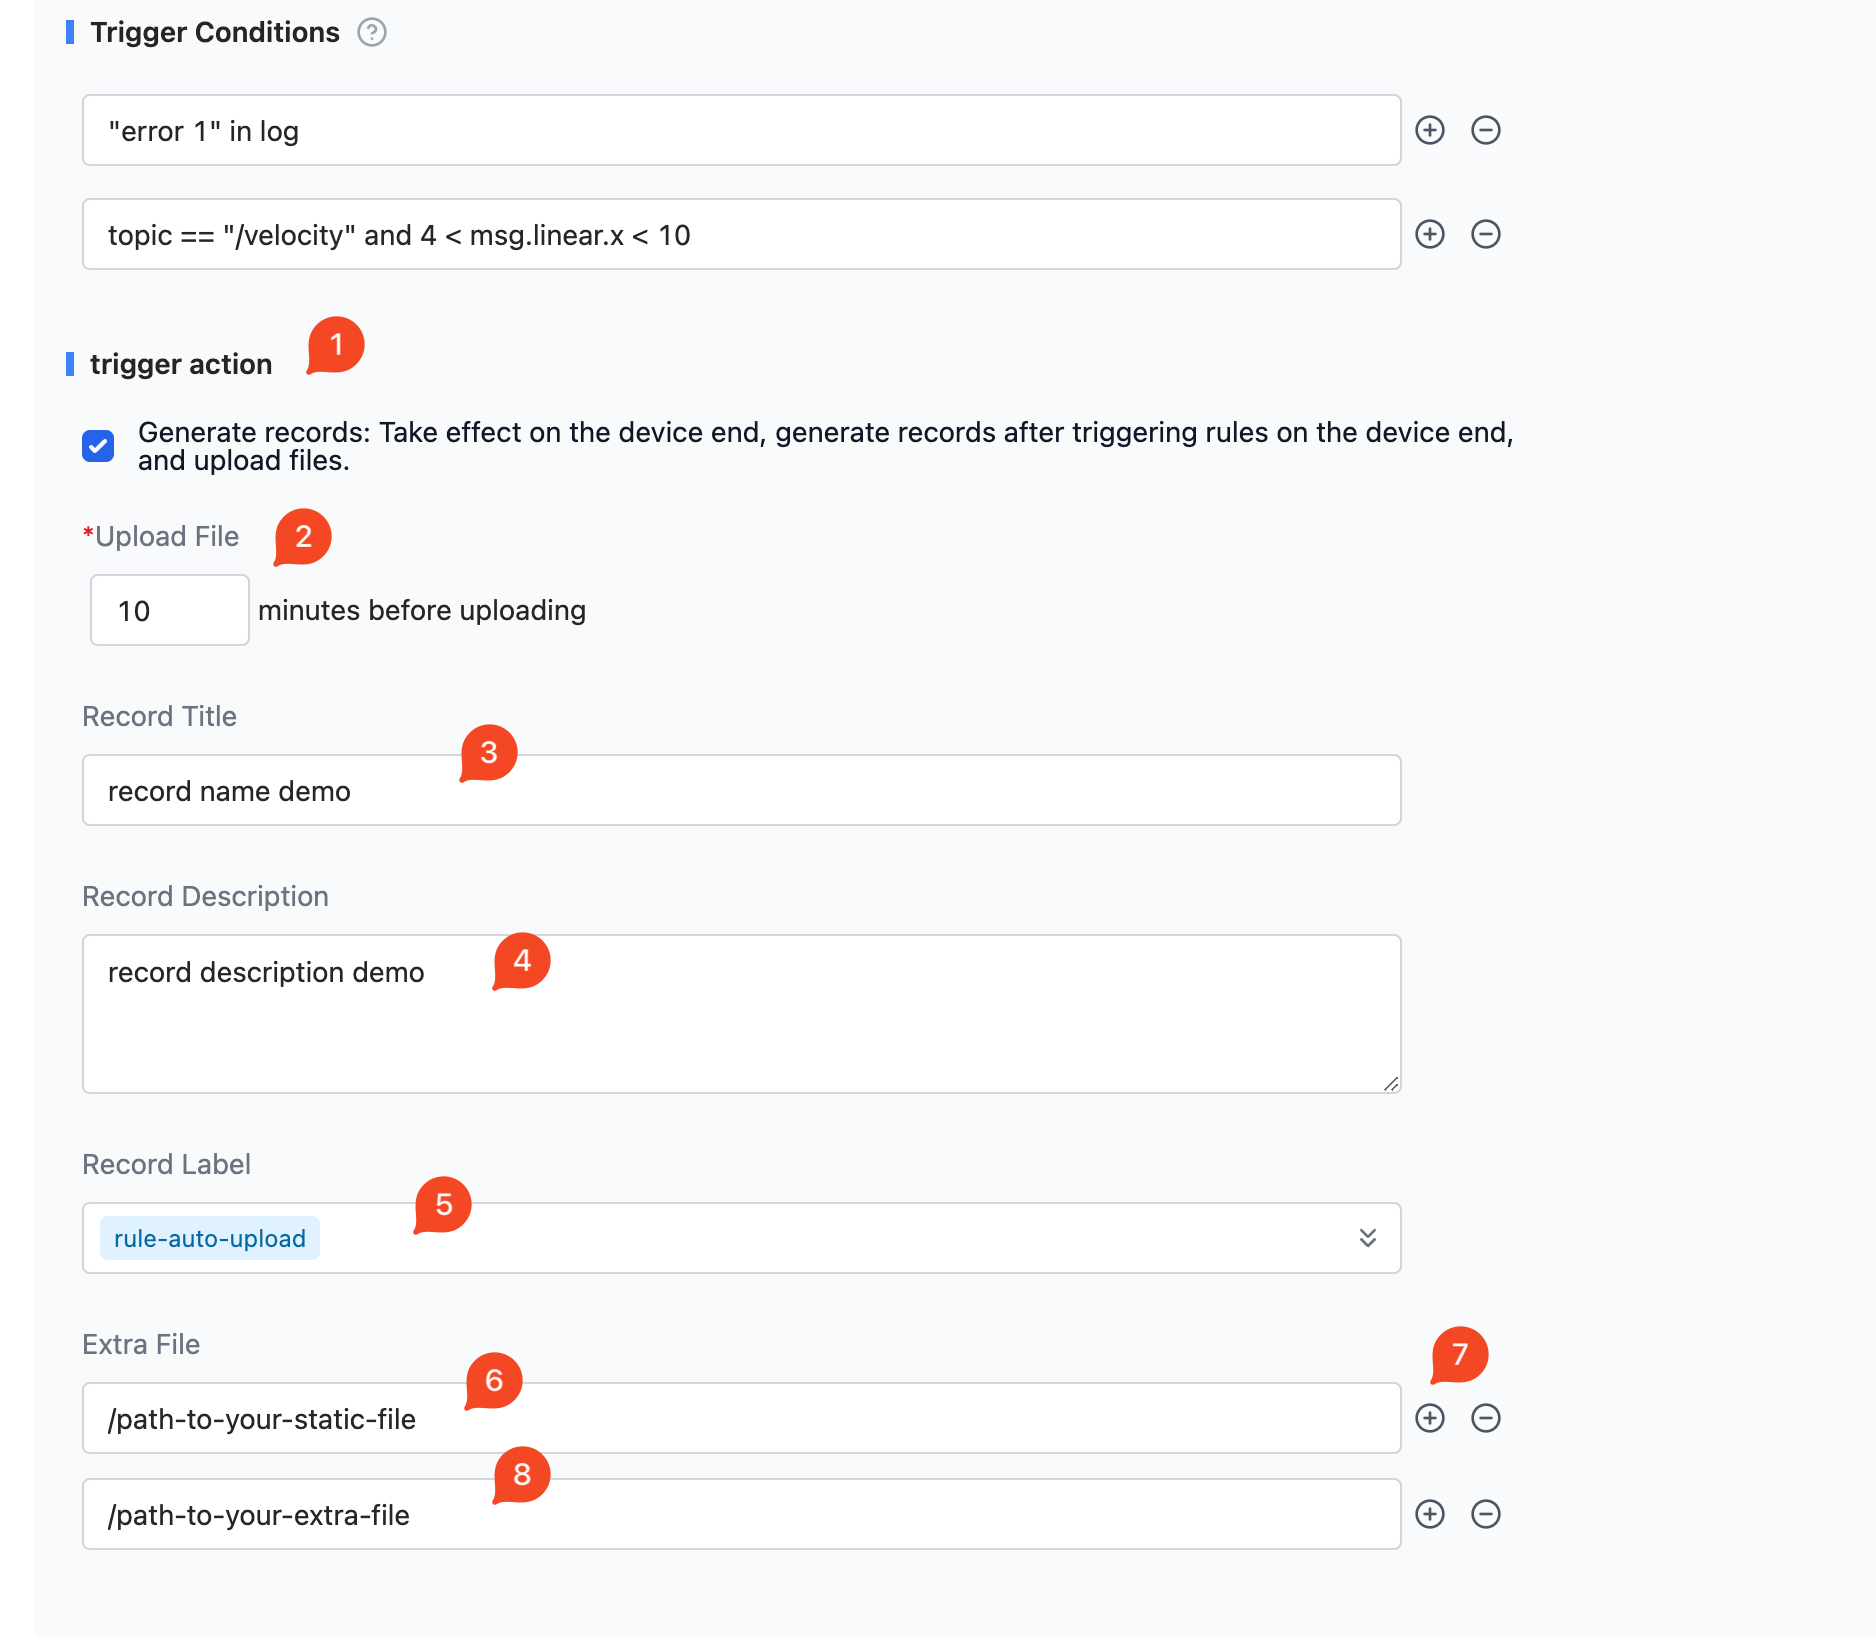 Trigger Conditions ?
"error 1" in log
topic == "/velocity" and 4 < msg.linear.x < 10
1
trigger action
Generate records: Take effect on the device end, generate records after triggering rules on the device end,
and upload files.
*Upload File 2
10 minutes before uploading
Record Title
3
record name demo
Record Description
record description demo 4
Record Label
5
rule-auto-upload
Extra File
7
6
/path-to-your-static-file
8
/path-to-your-extra-file